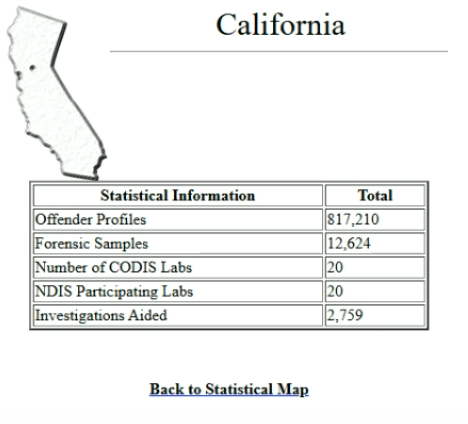 California
Statistical Information Total
Offender Profiles 817,210
Forensic Samples 12,624
Number of CODIS Labs 20
NDIS Participating Labs 20
Investigations Aided 2,759
Back to Statistical Map